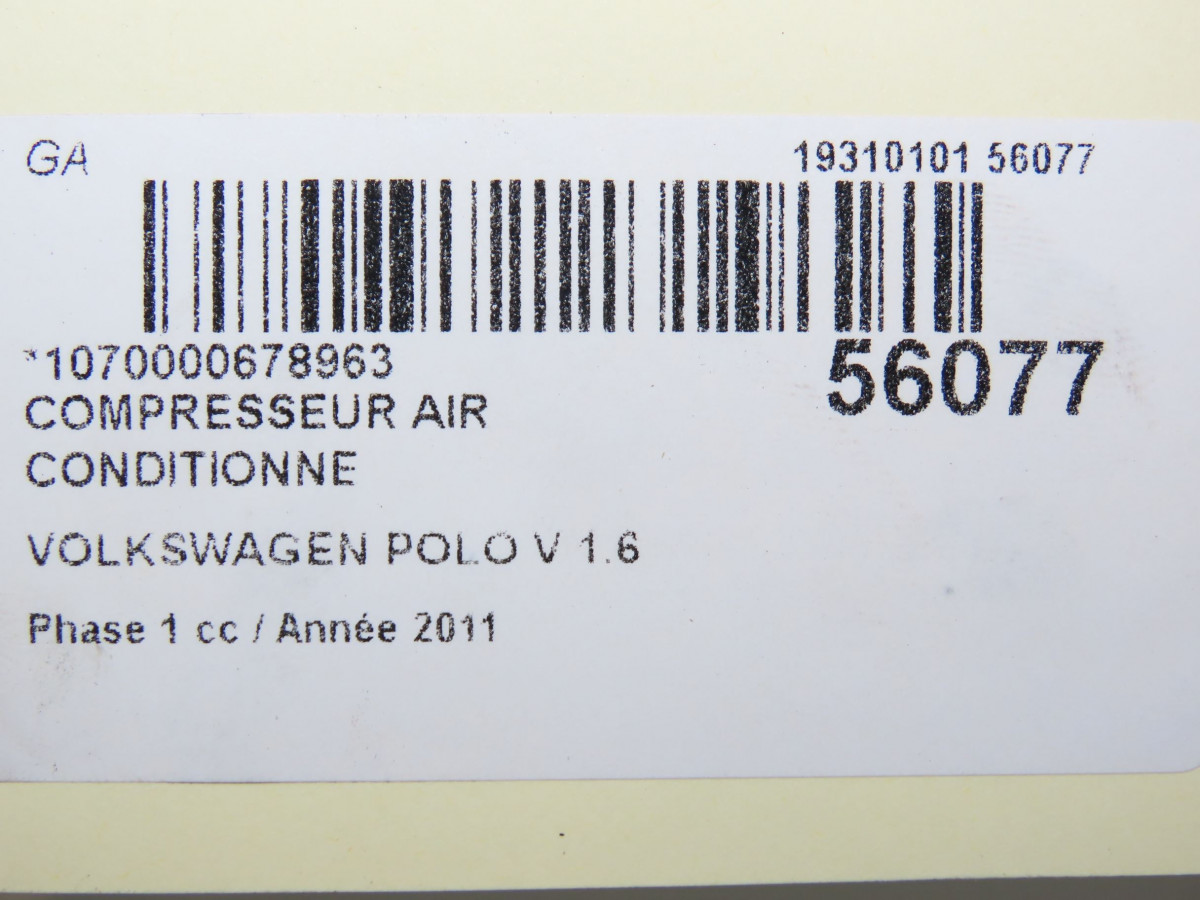 GA
19310101 56077
*1070000678963
56077
COMPRESSEUR AIR
CONDITIONNE
VOLKSWAGEN POLO V 1.6
Phase 1 cc / Année 2011